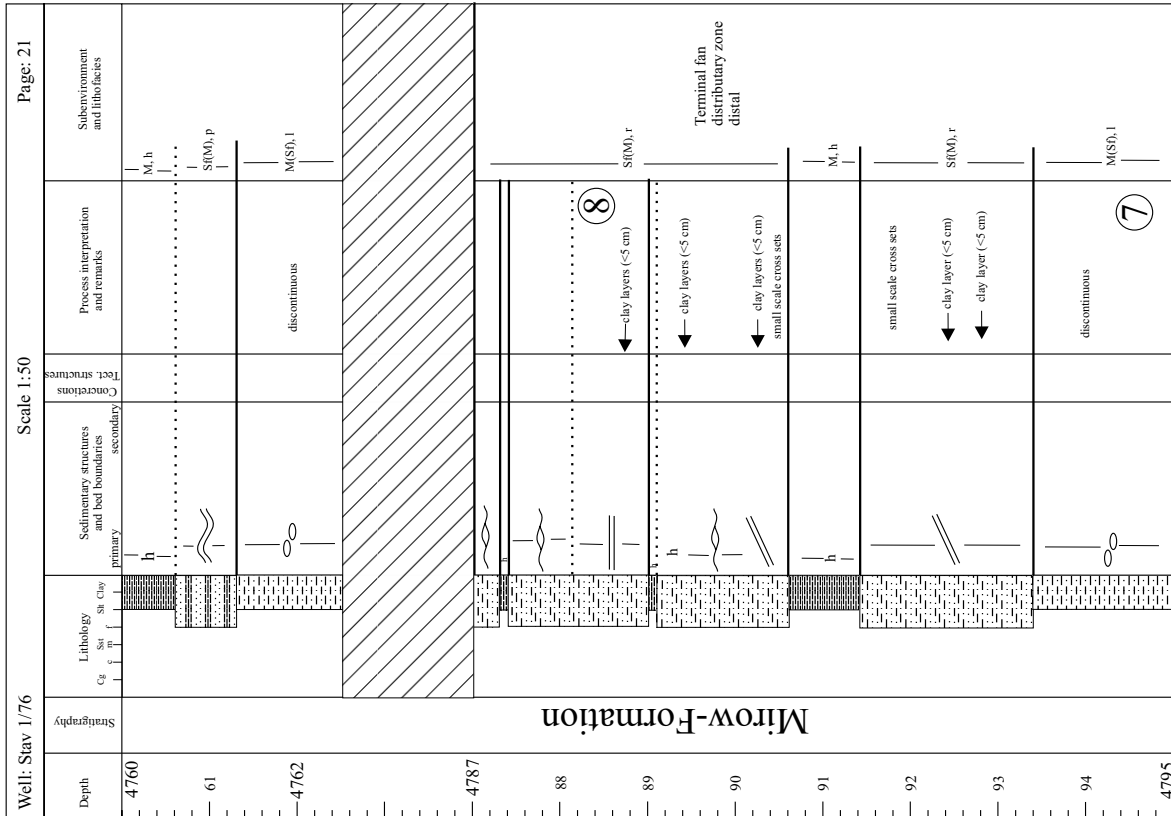 Well: Stav 1/76
Scale 1:50
Page: 21
Depth
Stratigraphy
Lithology
Cg c m f Slt Clay
Sst
Sedimentary structures
and bed boundaries
primary
secondary
Concretions
Tect. structures
Process interpretation
and remarks
Subenvironment
and lithofacies
4760
61
4762
4787
88
89
90
91
92
93
94
4795
Mirow-Formation
h
h
h
h
h
discontinuous
8
clay layers (<5 cm)
clay layers (<5 cm)
clay layers (<5 cm)
small scale cross sets
small scale cross sets
clay layer (<5 cm)
clay layer (<5 cm)
discontinuous
7
M, h
Sf(M), p
M(Sf), l
Sf(M), r
Terminal fan
distributary zone
distal
M, h
Sf(M), r
M(Sf), l